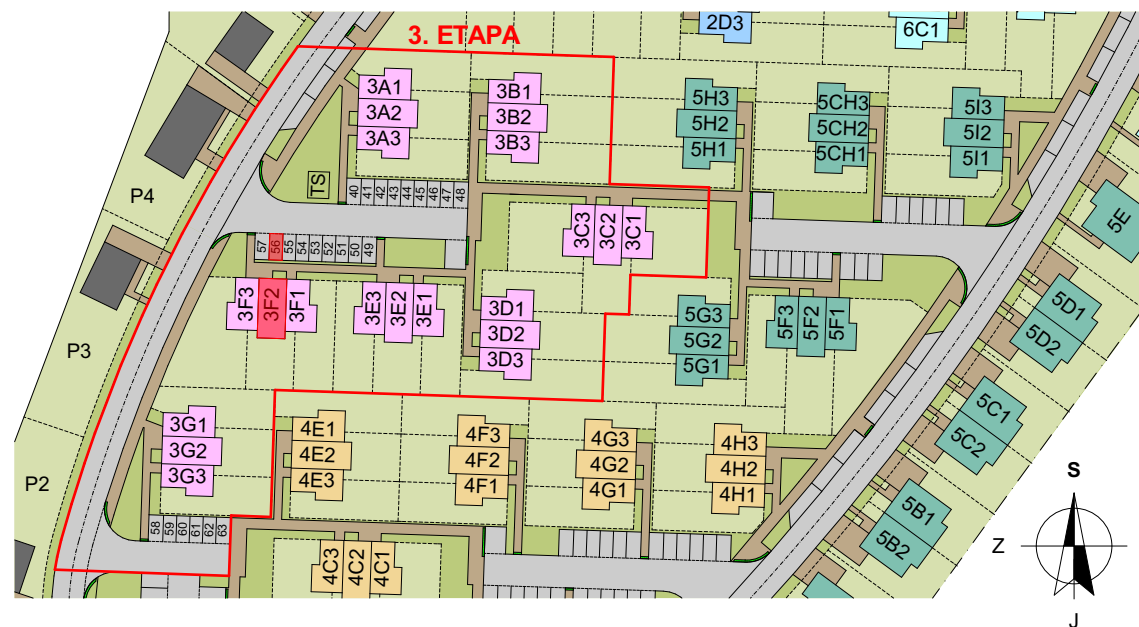 2D3
6C1
3. ETAPA
3A1
3A2
3A3
3B1
3B2
3B3
5H3
5H2
5H1
5CH3
5CH2
5CH1
5I3
5I2
5I1
P4
TS
40
41
42
43
44
45
46
47
48
5E
3C3
3C2
3C1
57
56
55
54
53
52
51
50
49
3F3
3F2
3F1
3E3
3E2
3E1
3D1
3D2
3D3
5G3
5G2
5G1
5F3
5F2
5F1
5D1
5D2
P3
5C1
5C2
3G1
3G2
3G3
4E1
4E2
4E3
4F3
4F2
4F1
4G3
4G2
4G1
4H3
4H2
4H1
P2
5B1
5B2
58
59
60
61
62
63
4C3
4C2
4C1
S
Z
J